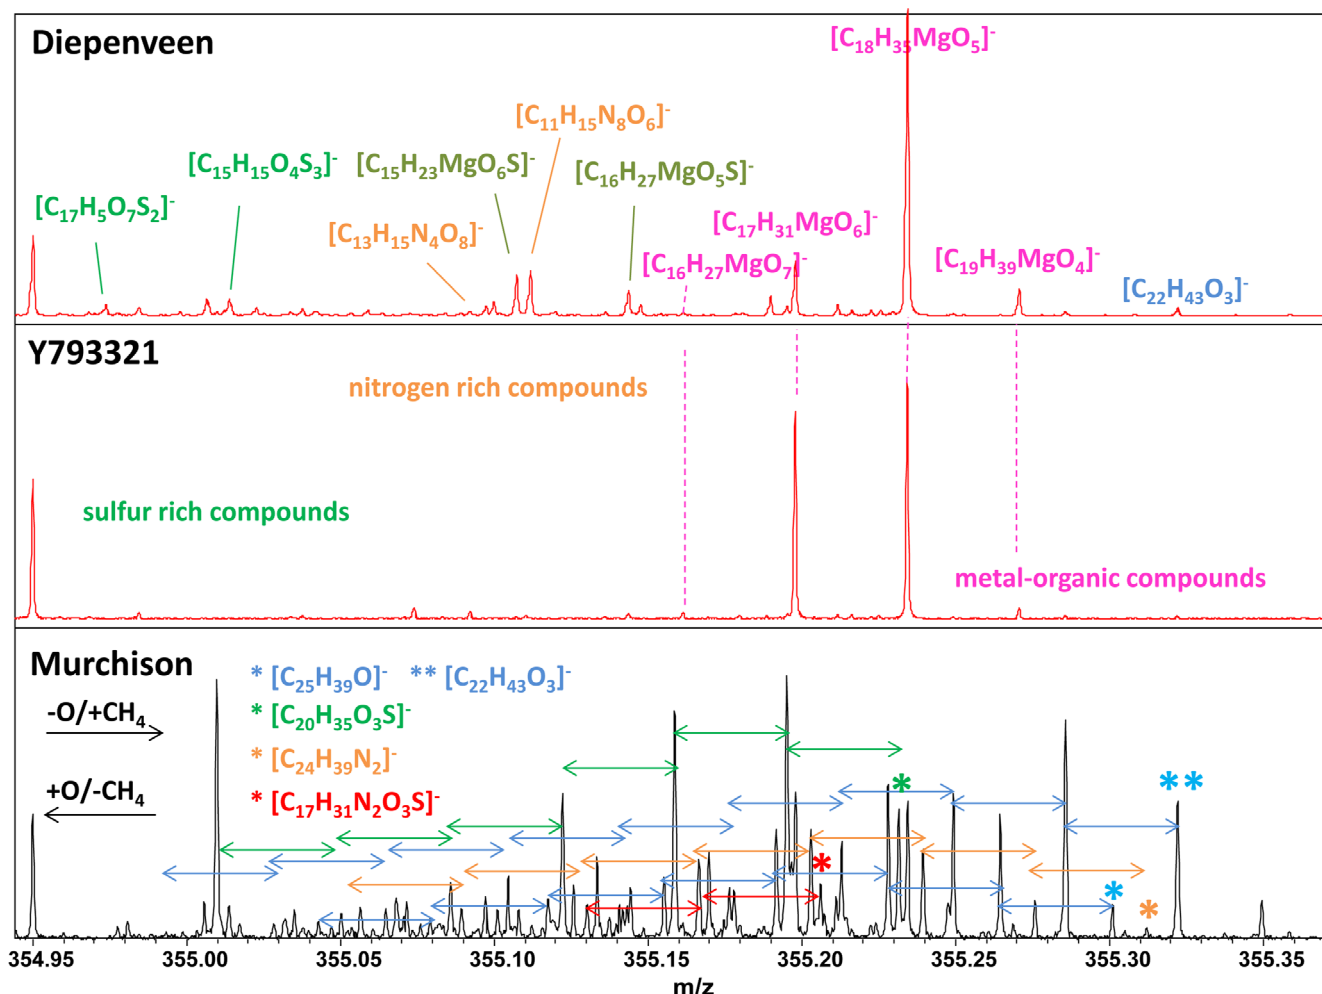 Diepenveen
[C₁₈H₃₅MgO₅]⁻
[C₁₁H₁₅N₈O₆]⁻
[C₁₅H₁₅O₄S₃]⁻
[C₁₅H₂₃MgO₆S]⁻
[C₁₆H₂₇MgO₅S]⁻
[C₁₇H₅O₇S₂]⁻
[C₁₃H₁₅N₄O₈]⁻
[C₁₇H₃₁MgO₆]⁻
[C₁₆H₂₇MgO₇]⁻
[C₁₉H₃₉MgO₄]⁻
[C₂₂H₄₃O₃]⁻
Y793321
nitrogen rich compounds
sulfur rich compounds
metal-organic compounds
Murchison
* [C₂₅H₃₉O]⁻ ** [C₂₂H₄₃O₃]⁻
-O/+CH₄
* [C₂₀H₃₅O₃S]⁻
* [C₂₄H₃₉N₂]⁻
+O/-CH₄
* [C₁₇H₃₁N₂O₃S]⁻
**
*
*
*
*
354.95 355.00 355.05 355.10 355.15 355.20 355.25 355.30 355.35
m/z